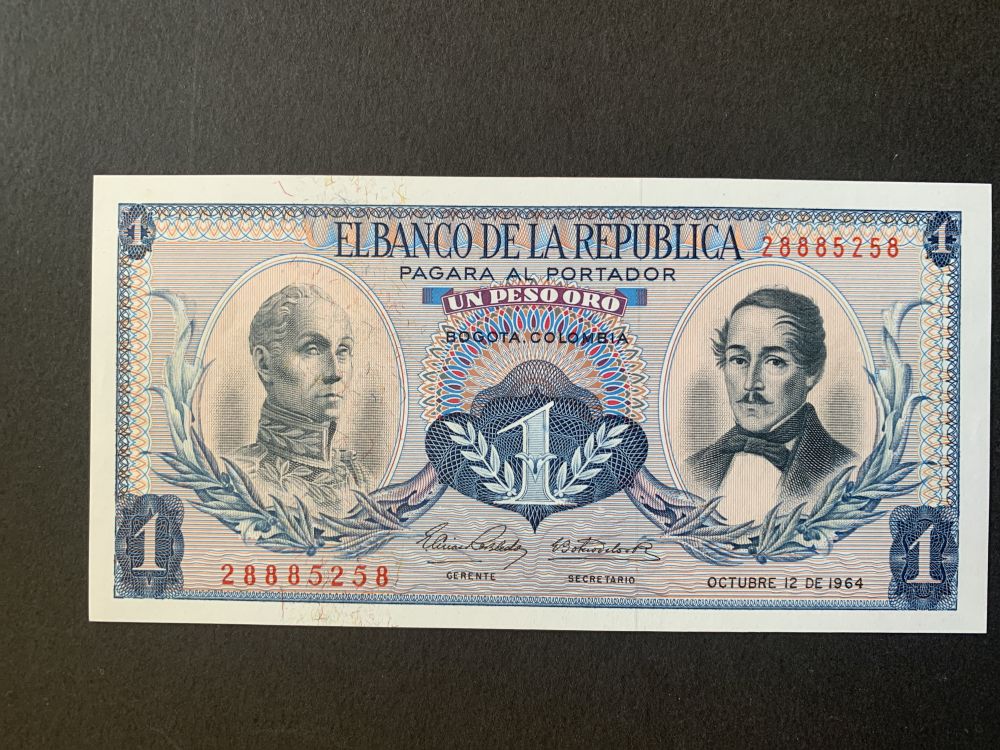 1
EL BANCO DE LA REPUBLICA
28885258
1
PAGARA AL PORTADOR
UN PESO ORO
BOGOTA. COLOMBIA
1
1
28885258
GERENTE
SECRETARIO
OCTUBRE 12 DE 1964
1